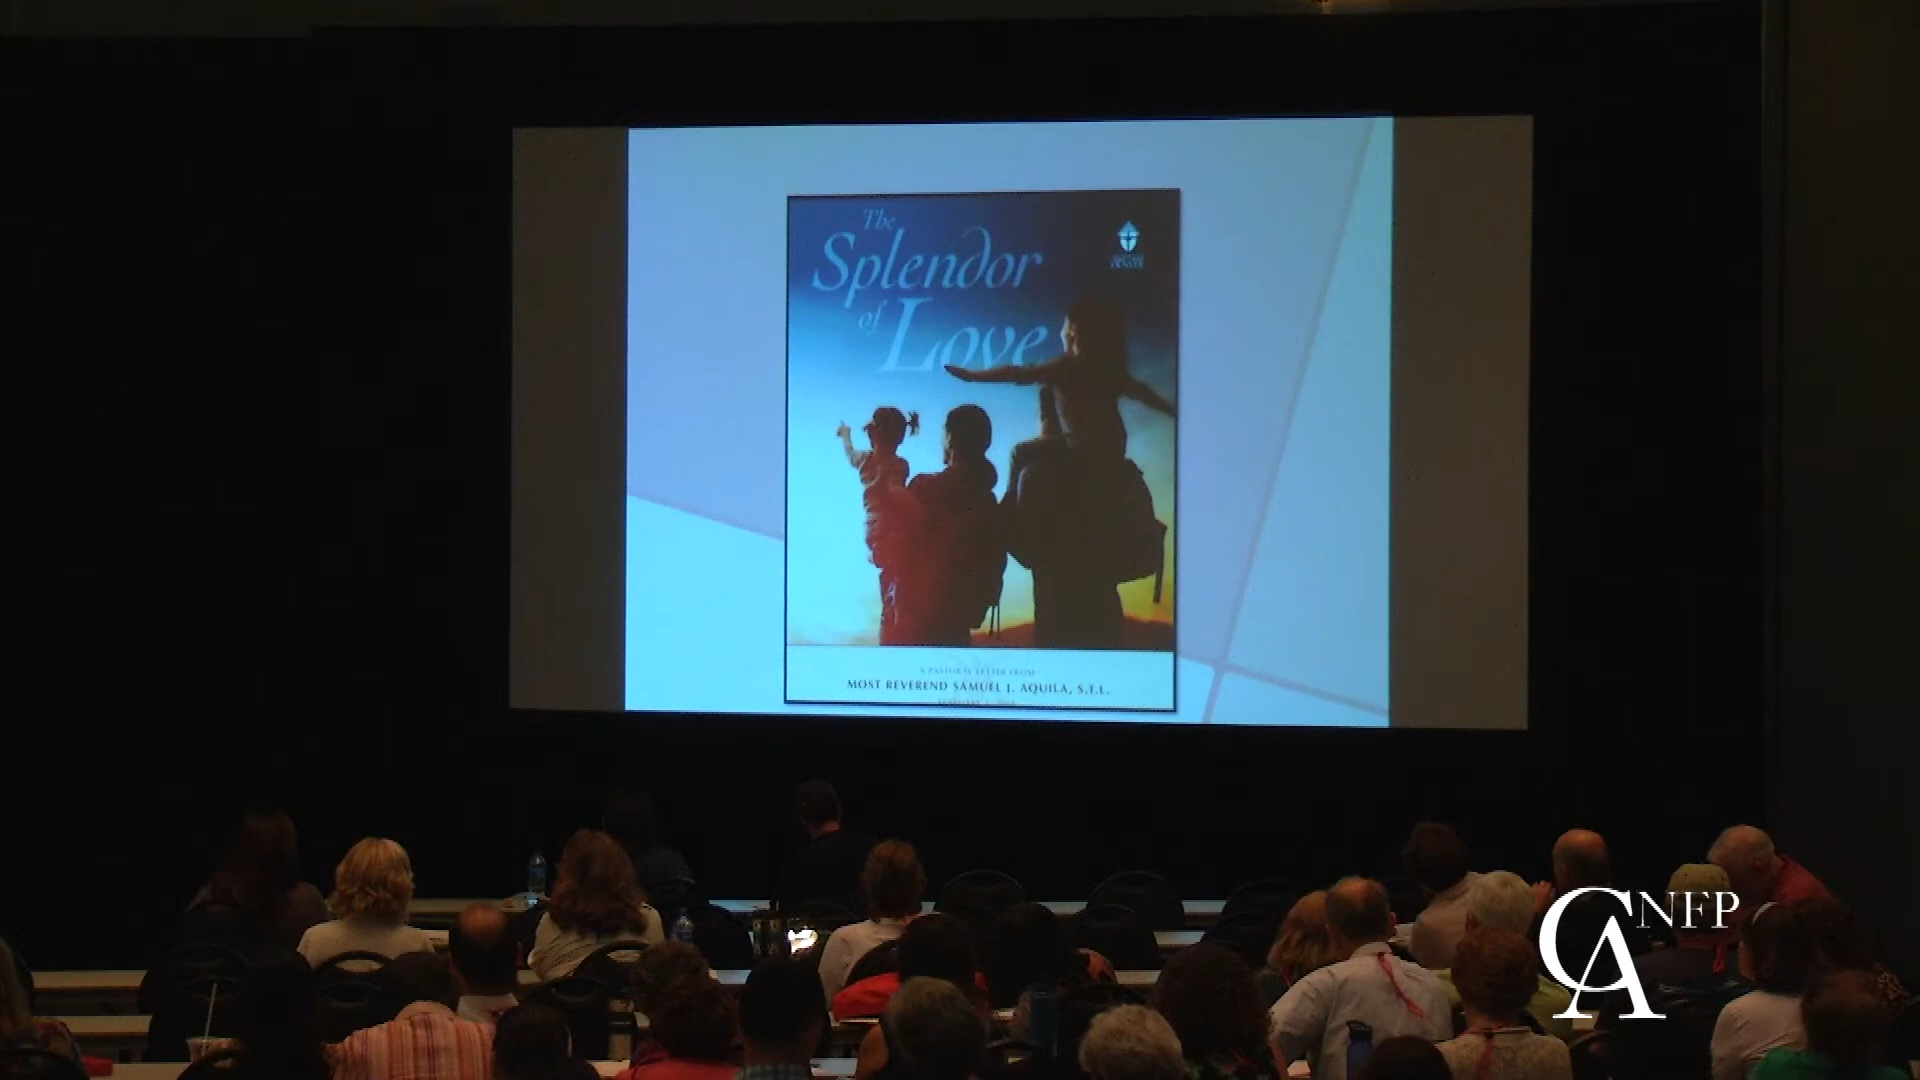 The
Splendor
of
Love
A PASTORAL LETTER FROM
MOST REVEREND SAMUEL J. AQUILA, S.T.L.
CANFP